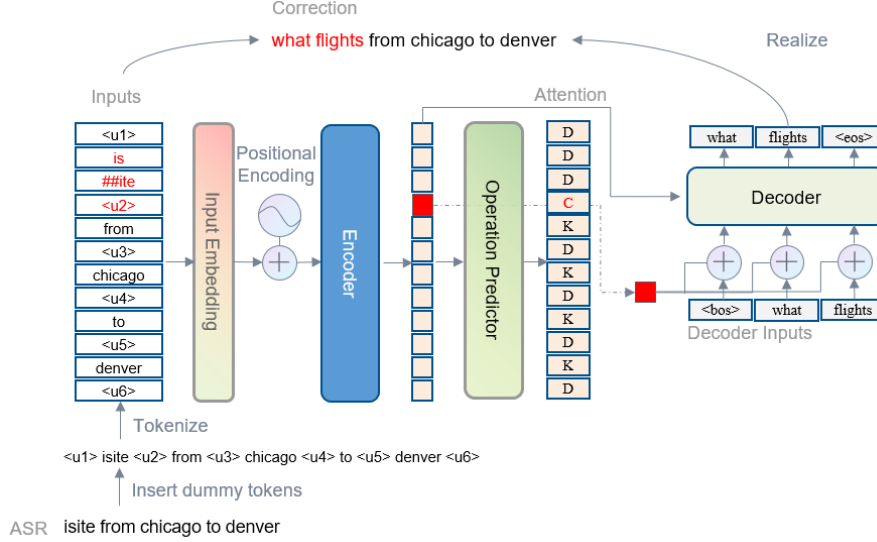 Correction
what flights from chicago to denver
Realize
Inputs
Attention
<u1>
is
##ite
<u2>
from
<u3>
chicago
<u4>
to
<u5>
denver
<u6>
Input Embedding
Positional
Encoding
Encoder
Operation Predictor
D
D
D
C
K
D
K
D
K
D
K
D
what flights <eos>
Decoder
<bos> what flights
Decoder Inputs
Tokenize
<u1> isite <u2> from <u3> chicago <u4> to <u5> denver <u6>
Insert dummy tokens
ASR isite from chicago to denver